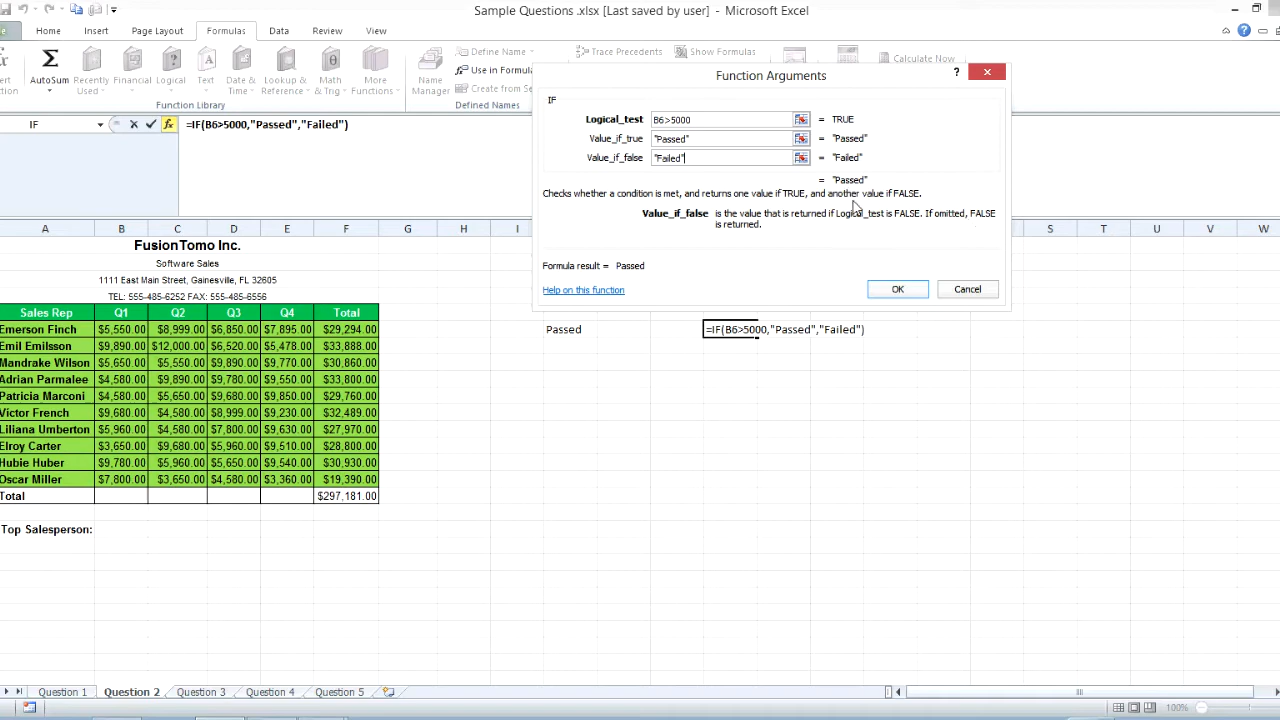 Sample Questions .xlsx [Last saved by user] - Microsoft Excel
Home Insert Page Layout Formulas Data Review View
AutoSum Recently Used Financial Logical Text Date & Time Lookup & Reference Math & Trig More Functions Name Manager Define Name Use in Formula Create from Se Trace Precedents Show Formulas Calculate Now
Function Library Defined Names
IF =IF(B6>5000,"Passed","Failed")
Function Arguments
IF
Logical_test B6>5000 = TRUE
Value_if_true "Passed" = "Passed"
Value_if_false "Failed" = "Failed"
= "Passed"
Checks whether a condition is met, and returns one value if TRUE, and another value if FALSE.
Value_if_false is the value that is returned if Logical_test is FALSE. If omitted, FALSE
is returned.
Formula result = Passed
Help on this function OK Cancel
A B C D E F G H I S T U V W
FusionTomo Inc.
Software Sales
1111 East Main Street, Gainesville, FL 32605
TEL: 555-485-6252 FAX: 555-485-6556
Sales Rep Q1 Q2 Q3 Q4 Total
Emerson Finch $5,550.00 $8,999.00 $6,850.00 $7,895.00 $29,294.00 Passed =IF(B6>5000,"Passed","Failed")
Emil Emilsson $9,890.00 $12,000.00 $6,520.00 $5,478.00 $33,888.00
Mandrake Wilson $5,650.00 $5,550.00 $9,890.00 $9,770.00 $30,860.00
Adrian Parmalee $4,580.00 $9,890.00 $9,780.00 $9,550.00 $33,800.00
Patricia Marconi $4,580.00 $5,650.00 $9,680.00 $9,850.00 $29,760.00
Victor French $9,680.00 $4,580.00 $8,999.00 $9,230.00 $32,489.00
Liliana Umberton $5,960.00 $4,580.00 $7,800.00 $9,630.00 $27,970.00
Elroy Carter $3,650.00 $9,680.00 $5,960.00 $9,510.00 $28,800.00
Hubie Huber $9,780.00 $5,960.00 $5,650.00 $9,540.00 $30,930.00
Oscar Miller $7,800.00 $3,650.00 $4,580.00 $3,360.00 $19,390.00
Total $297,181.00
Top Salesperson:
Question 1 Question 2 Question 3 Question 4 Question 5
100%